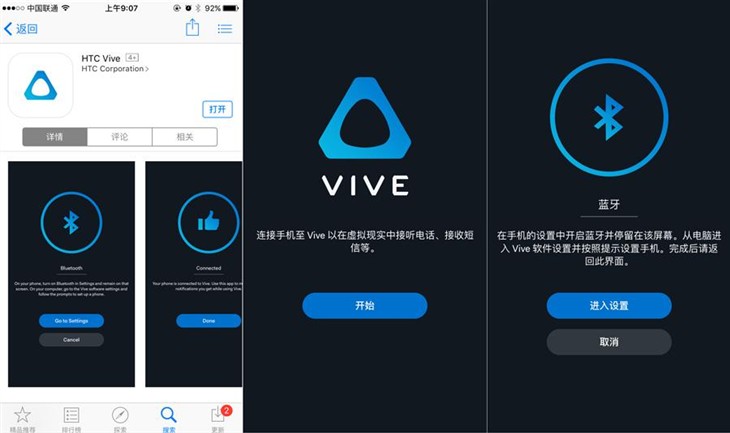 中国联通
上午9:07
92%
返回
HTC Vive 4+
HTC Corporation >
打开
详情
评论
相关
Bluetooth
On your phone, turn on Bluetooth in Settings and remain on that
screen. On your computer, go to the Vive software settings and
follow the prompts to set up a phone.
Go to Settings
Cancel
Connected
Your phone is connected to Vive. Use this app to m
notifications you get while using Vive.
Done
精品推荐
排行榜
探索
搜索
更新
2
VIVE
连接手机至 Vive 以在虚拟现实中接听电话、接收短
信等。
开始
蓝牙
在手机的设置中开启蓝牙并停留在该屏幕。从电脑进
入 Vive 软件设置并按照提示设置手机。完成后请返
回此界面。
进入设置
取消